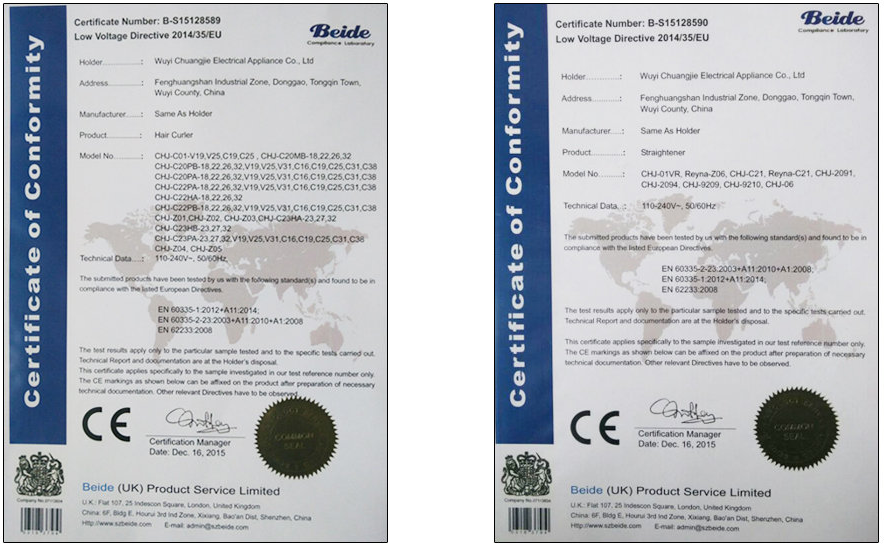 Certificate of Conformity
Certificate Number: B-S15128589
Low Voltage Directive 2014/35/EU
Beide
Compliance Laboratory
Holder............: Wuyi Chuangjie Electrical Appliance Co., Ltd
Address..........: Fenghuangshan Industrial Zone, Donggao, Tongqin Town,
Wuyi County, China
Manufacturer......: Same As Holder
Product............: Hair Curler
Model No...........: CHJ-C01-V19,V25,C19,C25 , CHJ-C20MB-18,22,26,32
CHJ-C20PB-18,22,26,32,V19,V25,V31,C16,C19,C25,C31,C38
CHJ-C20PA-18,22,26,32,V19,V25,V31,C16,C19,C25,C31,C38
CHJ-C22PA-18,22,26,32,V19,V25,V31,C16,C19,C25,C31,C38
CHJ-C22HA-18,22,26,32
CHJ-C22PB-18,22,26,32,V19,V25,V31,C16,C19,C25,C31,C38
CHJ-Z01,CHJ-Z02, CHJ-Z03,CHJ-C23HA-23,27,32
CHJ-C23HB-23,27,32
CHJ-C23PA-23,27,32,V19,V25,V31,C16,C19,C25,C31,C38
CHJ-Z04, CHJ-Z05
Technical Data....: 110-240V~, 50/60Hz,
The submitted products have been tested by us with the following standard(s) and found to be in
compliance with the listed European Directives.
EN 60335-1:2012+A11:2014;
EN 60335-2-23:2003+A11:2010+A1:2008
EN 62233:2008
The test results apply only to the particular sample tested and to the specific tests carried out.
Technical Report and documentation are at the Holder's disposal.
This certificate applies specifically to the sample investigated in our test reference number only.
The CE markings as shown below can be affixed on the product after preparation of necessary
technical documentation. Other relevant Directives have to be observed.
CE
Certification Manager
Date: Dec. 16, 2015
COMMON
SEAL
Beide (UK) Product Service Limited
U.K.: Flat 107, 25 Indescon Square, London, United Kingdom
China: 6F, Bldg E, Hourui 3rd Ind Zone, Xixiang, Bao'an Dist, Shenzhen, China
Http://www.szbeide.com E-mail: admin@szbeide.com
Certificate of Conformity
Certificate Number: B-S15128590
Low Voltage Directive 2014/35/EU
Beide
Compliance Laboratory
Holder.............: Wuyi Chuangjie Electrical Appliance Co., Ltd
Address...........: Fenghuangshan Industrial Zone, Donggao, Tongqin Town,
Wuyi County, China
Manufacturer......: Same As Holder
Product............: Straightener
Model No.........: CHJ-01VR, Reyna-Z06, CHJ-C21, Reyna-C21, CHJ-2091,
CHJ-2094, CHJ-9209, CHJ-9210, CHJ-06
Technical Data. .: 110-240V~, 50/60Hz
The submitted products have been tested by us with the following standard(s) and found to be in
compliance with the listed European Directives.
EN 60335-2-23:2003+A11:2010+A1:2008;
EN 60335-1:2012+A11:2014;
EN 62233:2008
The test results apply only to the particular sample tested and to the specific tests carried out.
Technical Report and documentation are at the Holder's disposal.
This certificate applies specifically to the sample investigated in our test reference number only.
The CE markings as shown below can be affixed on the product after preparation of necessary
technical documentation. Other relevant Directives have to be observed.
CE
Certification Manager
Date: Dec. 16, 2015
COMMON
SEAL
Beide (UK) Product Service Limited
U.K.: Flat 107, 25 Indescon Square, London, United Kingdom
China: 6F, Bldg E, Hourui 3rd Ind Zone, Xixiang, Bao'an Dist, Shenzhen, China
Http://www.szbeide.com E-mail: admin@szbeide.com